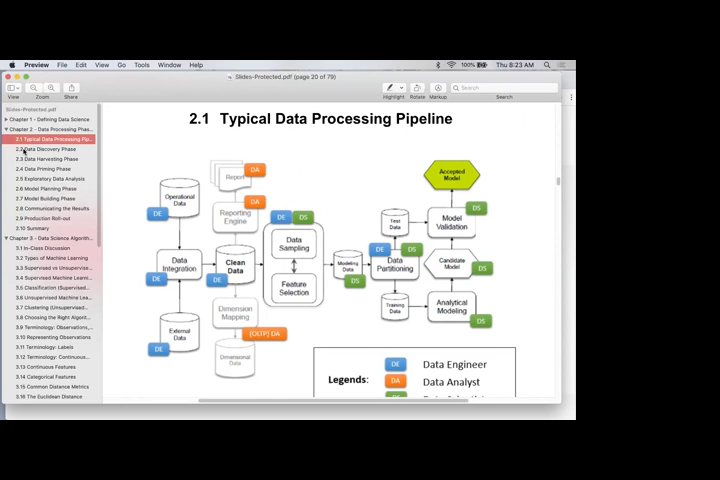 Preview File Edit View Go Tools Window Help
100% Thu 8:23 AM
Slides-Protected.pdf (page 20 of 79)
View Zoom Share Highlight Rotate Markup Search
Search
Slides-Protected.pdf
Chapter 1 - Defining Data Science
Chapter 2 - Data Processing Phas...
2.1 Typical Data Processing Pip...
2.2 Data Discovery Phase
2.3 Data Harvesting Phase
2.4 Data Priming Phase
2.5 Exploratory Data Analysis
2.6 Model Planning Phase
2.7 Model Building Phase
2.8 Communicating the Results
2.9 Production Roll-out
2.10 Summary
Chapter 3 - Data Science Algorith...
3.1 In-Class Discussion
3.2 Types of Machine Learning
3.3 Supervised vs Unsupervise...
3.4 Supervised Machine Learni...
3.5 Classification (Supervised...
3.6 Unsupervised Machine Lea...
3.7 Clustering (Unsupervised...
3.8 Choosing the Right Algorit...
3.9 Terminology: Observations,...
3.10 Representing Observations
3.11 Terminology: Labels
3.12 Terminology: Continuous...
3.13 Continuous Features
3.14 Categorical Features
3.15 Common Distance Metrics
3.16 The Euclidean Distance
2.1 Typical Data Processing Pipeline
Report
DA
Accepted
Model
Operational
Data
DE
DA
Reporting
Engine
DE DS
Test
Data
Model
Validation
DS
Data
Sampling
Data
Integration
DE
Clean
Data
DE
Feature
Selection
Modeling
Data
DS
DE DS
Data
Partitioning
Candidate
Model
DS
Dimension
Mapping
Training
Data
Analytical
Modeling
DS
External
Data
DE
(OLTP) DA
Dimensional
Data
Legends:
DE Data Engineer
DA Data Analyst